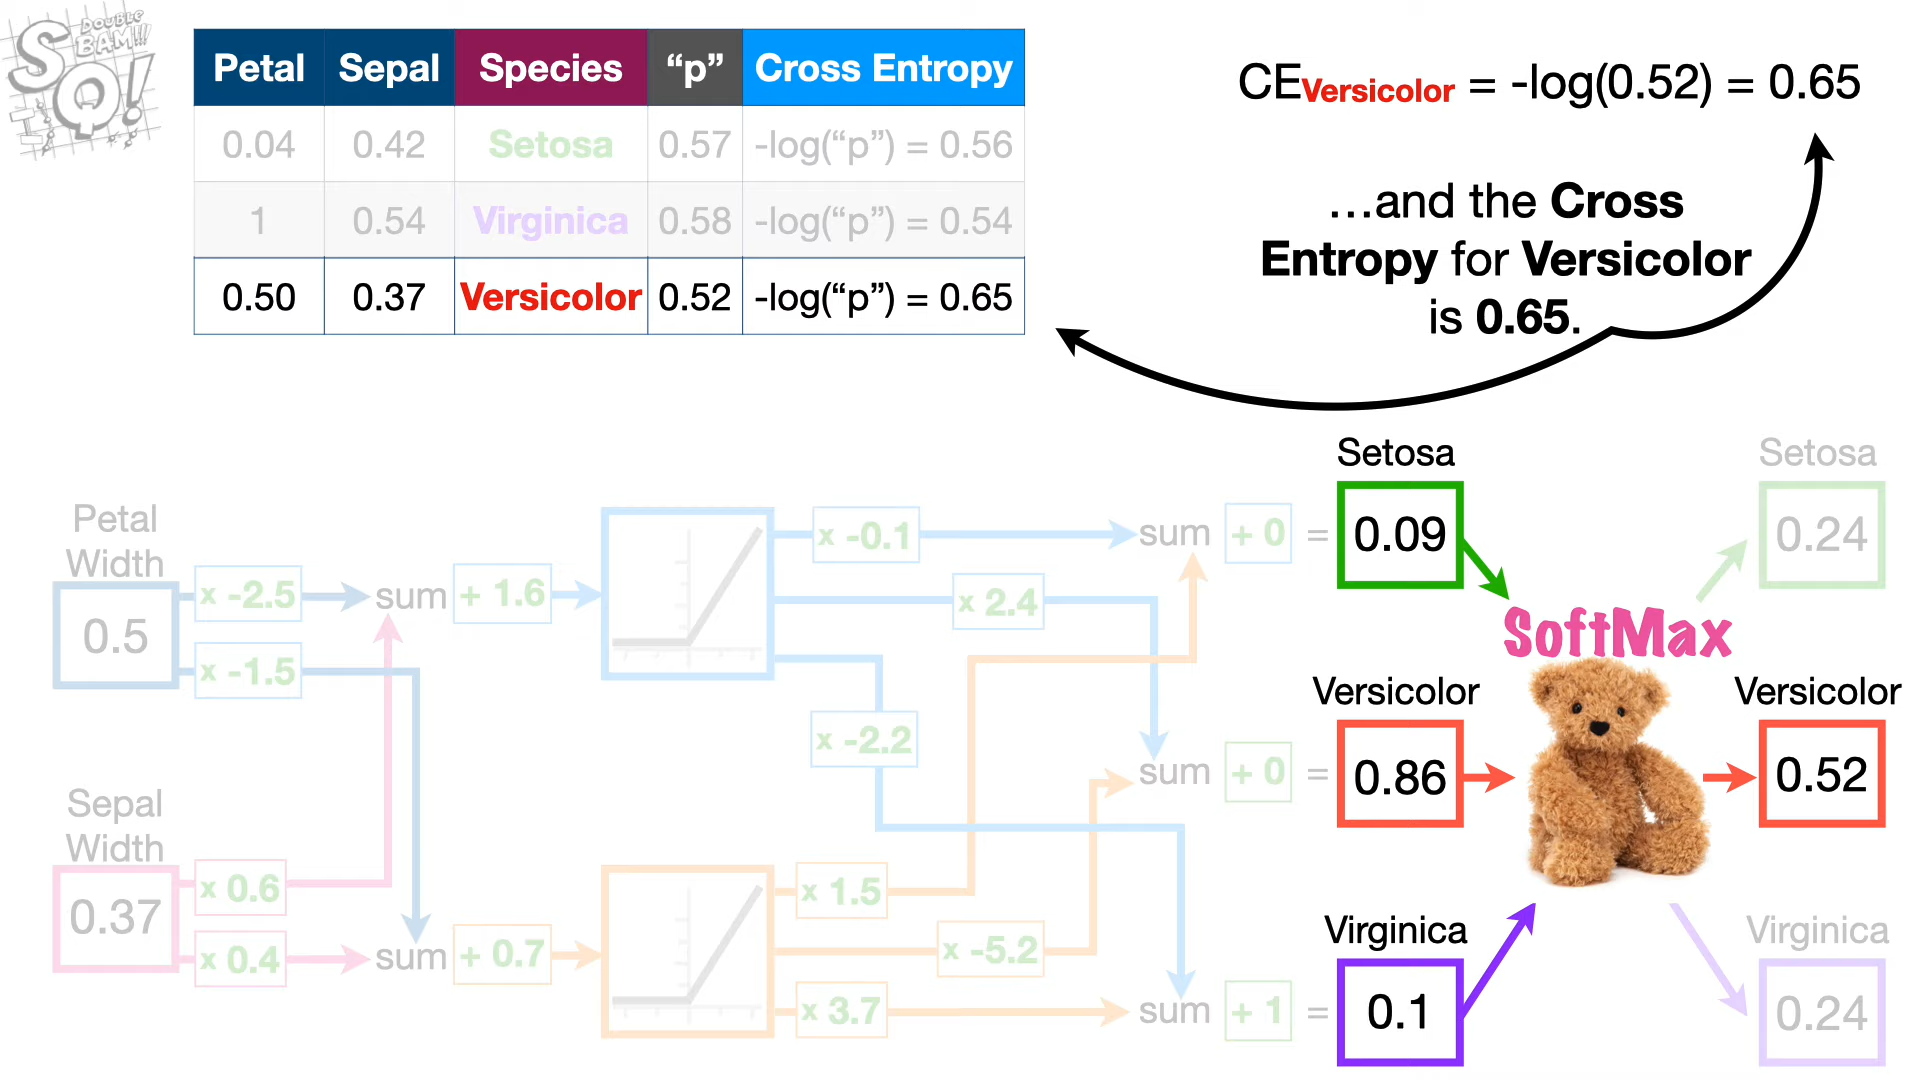 DOUBLE
BAM!!!
SQ!
Petal Sepal Species “p” Cross Entropy
0.04 0.42 Setosa 0.57 -log(“p”) = 0.56
1 0.54 Virginica 0.58 -log(“p”) = 0.54
0.50 0.37 Versicolor 0.52 -log(“p”) = 0.65
CEVersicolor = -log(0.52) = 0.65
…and the Cross
Entropy for Versicolor
is 0.65.
Petal
Width
0.5
x -2.5
x -1.5
sum
+ 1.6
Sepal
Width
0.37
x 0.6
x 0.4
sum
+ 0.7
x -0.1
x 2.4
x -2.2
x 1.5
x -5.2
x 3.7
sum + 0 =
sum + 0 =
sum + 1 =
Setosa
0.09
Versicolor
0.86
Virginica
0.1
SoftMax
Setosa
0.24
Versicolor
0.52
Virginica
0.24